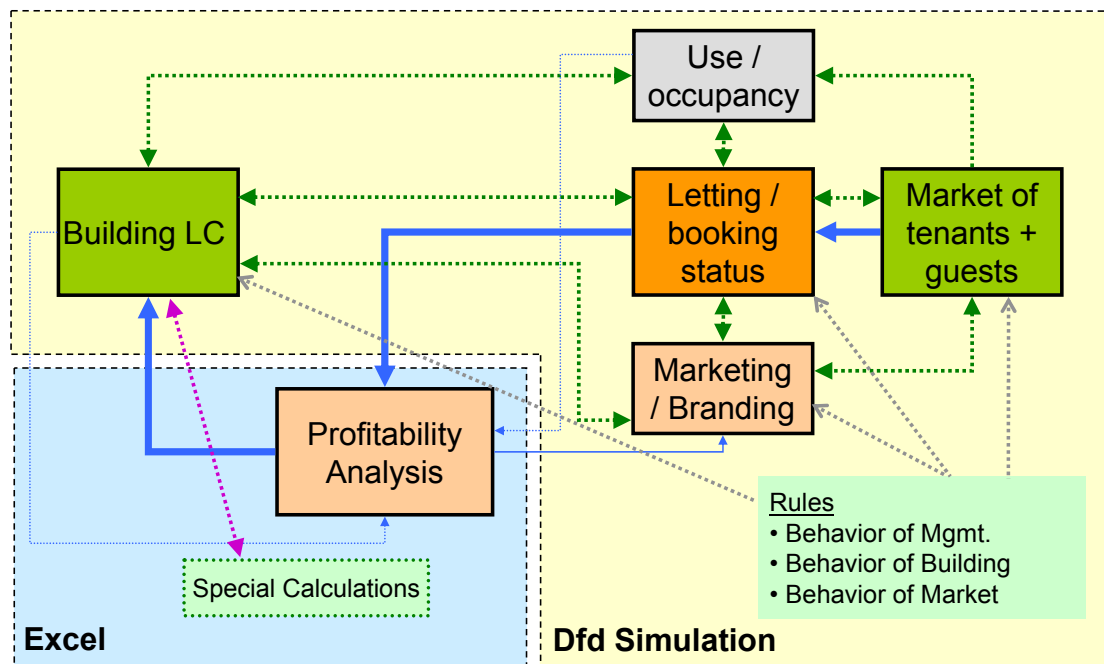 Use /
occupancy
Building LC
Letting /
booking
status
Market of
tenants +
guests
Marketing
/ Branding
Profitability
Analysis
Rules
• Behavior of Mgmt.
• Behavior of Building
• Behavior of Market
Special Calculations
Excel
Dfd Simulation